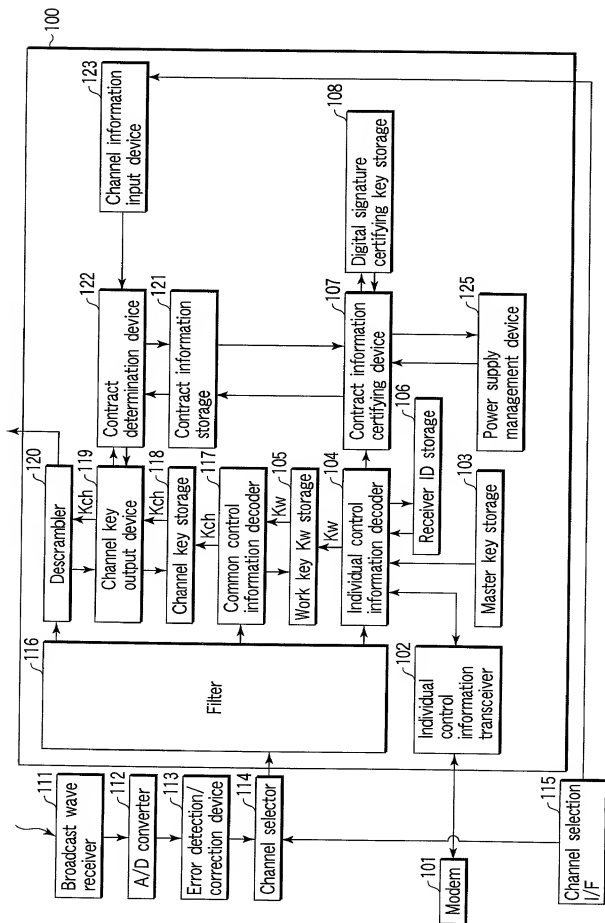 100
111
Broadcast wave
receiver
112
A/D converter
113
Error detection/
correction device
114
Channel selector
115
Channel selection
I/F
116
Filter
101
Modem
102
Individual
control
information
transceiver
120
Descrambler
119
Kch
Channel key
output device
118
Kch
Channel key storage
117
Kch
Common control
information decoder
105
Kw
Work key Kw storage
104
Kw
Individual control
information decoder
106
Receiver ID storage
103
Master key storage
122
Contract
determination device
121
Contract information
storage
107
Contract information
certifying device
125
Power supply
management device
123
Channel information
input device
108
Digital signature
certifying key storage